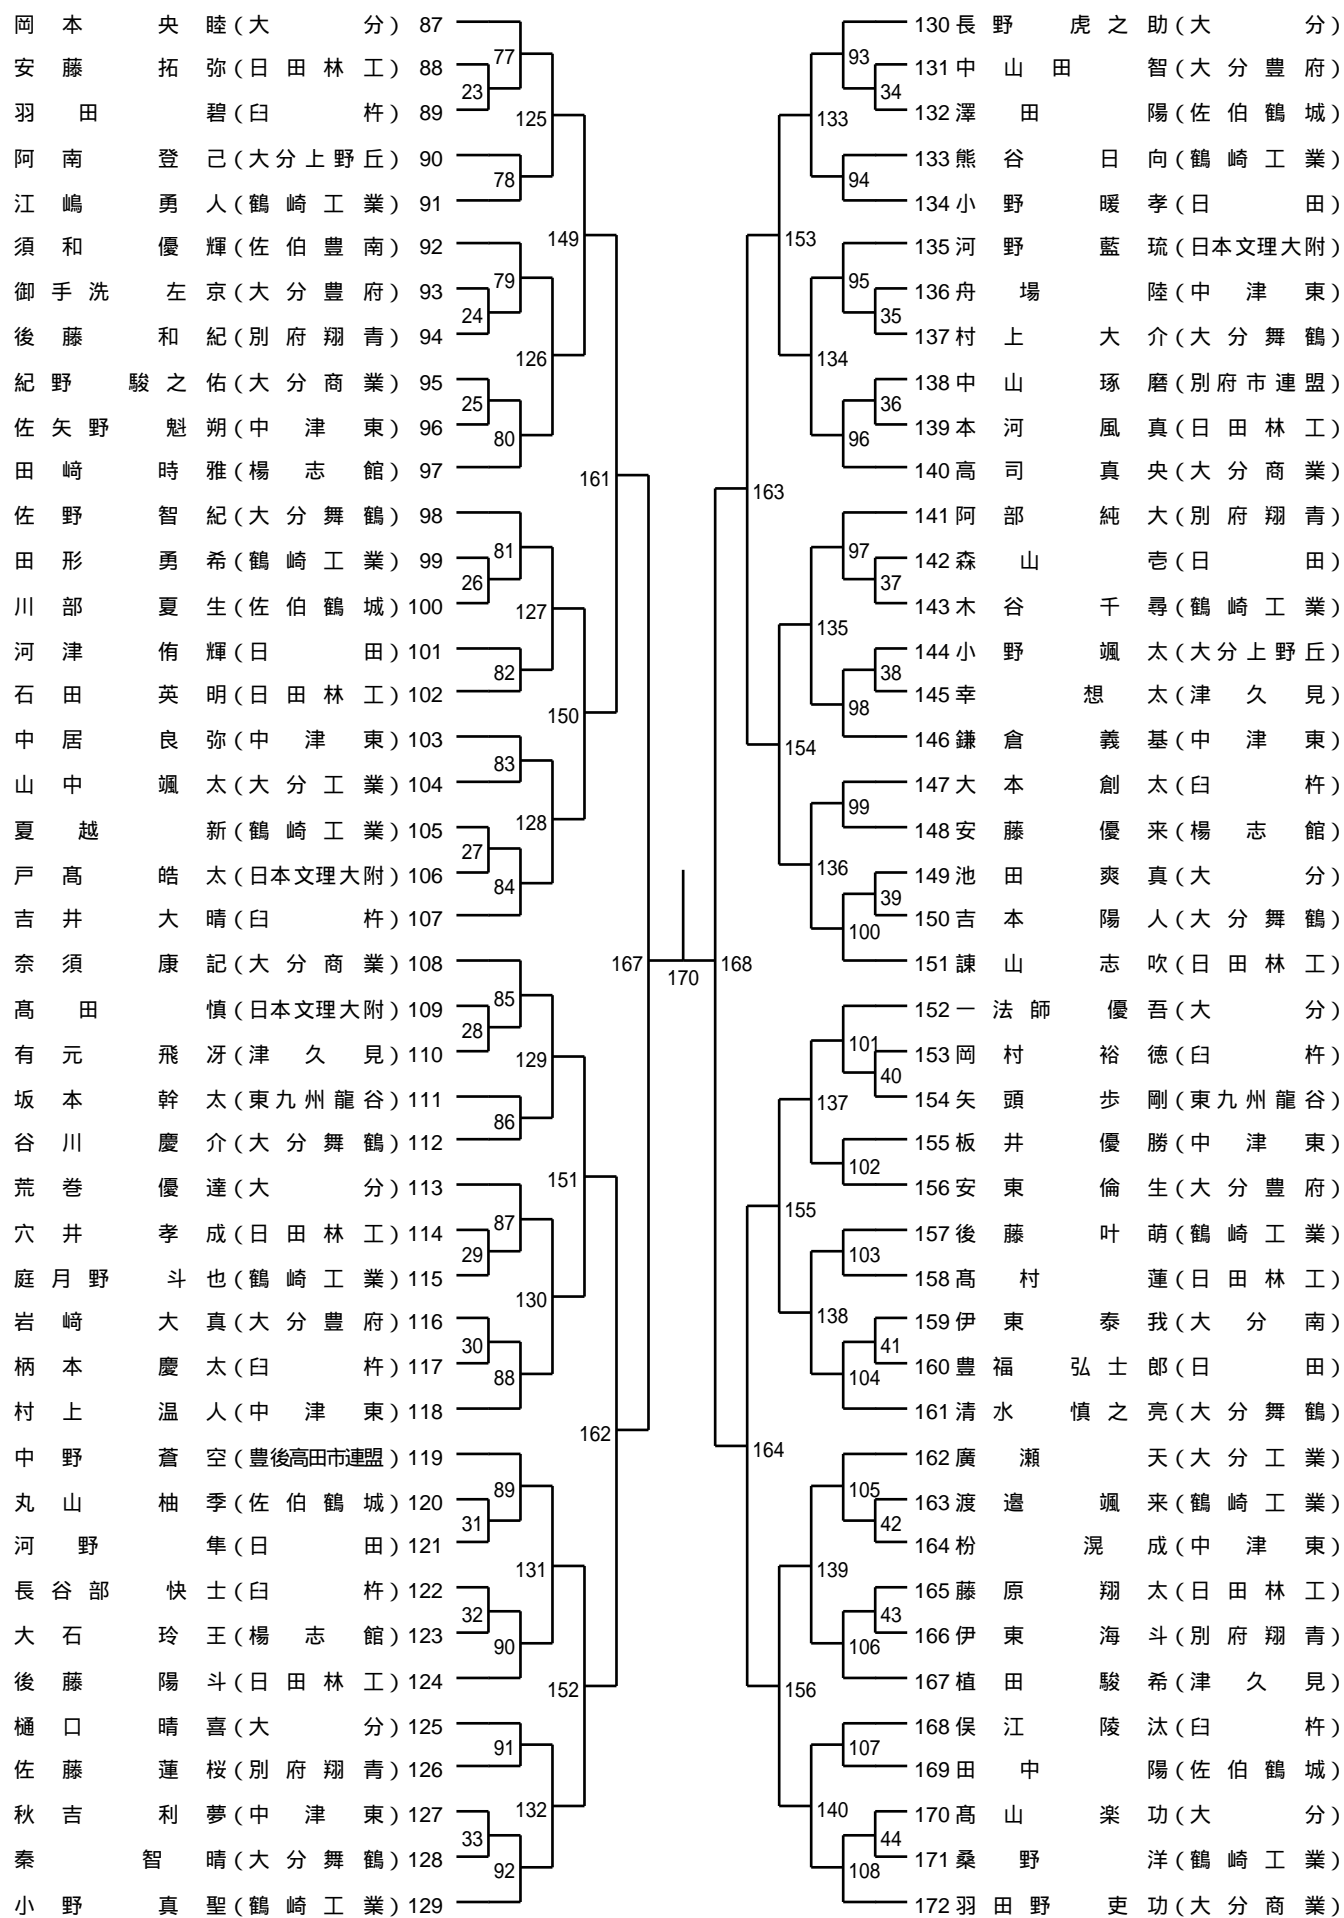 岡本 央睦(大分) 87
安藤 拓弥(日田林工) 88
羽田 碧(臼杵) 89
阿南 登己(大分上野丘) 90
江嶋 勇人(鶴崎工業) 91
須和 優輝(佐伯豊南) 92
御手洗 左京(大分豊府) 93
後藤 和紀(別府翔青) 94
紀野 駿之佑(大分商業) 95
佐矢野 魁朔(中津東) 96
田﨑 時雅(楊志館) 97
佐野 智紀(大分舞鶴) 98
田形 勇希(鶴崎工業) 99
川部 夏生(佐伯鶴城) 100
河津 侑輝(日田) 101
石田 英明(日田林工) 102
中居 良弥(中津東) 103
山中 颯太(大分工業) 104
夏越 新(鶴崎工業) 105
戸髙 皓太(日本文理大附) 106
吉井 大晴(臼杵) 107
奈須 康記(大分商業) 108
髙田 慎(日本文理大附) 109
有元 飛冴(津久見) 110
坂本 幹太(東九州龍谷) 111
谷川 慶介(大分舞鶴) 112
荒巻 優達(大分) 113
穴井 孝成(日田林工) 114
庭月野 斗也(鶴崎工業) 115
岩﨑 大真(大分豊府) 116
柄本 慶太(臼杵) 117
村上 温人(中津東) 118
中野 蒼空(豊後高田市連盟) 119
丸山 柚季(佐伯鶴城) 120
河野 隼(日田) 121
長谷部 快士(臼杵) 122
大石 玲王(楊志館) 123
後藤 陽斗(日田林工) 124
樋口 晴喜(大分) 125
佐藤 蓮桜(別府翔青) 126
秋吉 利夢(中津東) 127
秦 智晴(大分舞鶴) 128
小野 真聖(鶴崎工業) 129
77
23
125
78
149
79
24
126
25
80
161
81
26
127
82
150
83
128
27
84
167
85
28
129
86
151
87
29
130
30
88
162
89
31
131
32
90
152
91
132
33
92
170
168
93
34
133
94
153
95
35
134
36
96
163
97
37
135
38
98
154
99
136
39
100
101
40
137
102
155
103
138
41
104
164
105
42
139
43
106
156
107
140
44
108
130 長野 虎之助(大分)
131 中山田 智(大分豊府)
132 澤田 陽(佐伯鶴城)
133 熊谷 日向(鶴崎工業)
134 小野 暖孝(日田)
135 河野 藍琉(日本文理大附)
136 舟場 陸(中津東)
137 村上 大介(大分舞鶴)
138 中山 琢磨(別府市連盟)
139 本河 風真(日田林工)
140 高司 真央(大分商業)
141 阿部 純大(別府翔青)
142 森山 壱(日田)
143 木谷 千尋(鶴崎工業)
144 小野 颯太(大分上野丘)
145 幸 想太(津久見)
146 鎌倉 義基(中津東)
147 大本 創太(臼杵)
148 安藤 優来(楊志館)
149 池田 爽真(大分)
150 吉本 陽人(大分舞鶴)
151 諌山 志吹(日田林工)
152 一法師 優吾(大分)
153 岡村 裕徳(臼杵)
154 矢頭 歩剛(東九州龍谷)
155 板井 優勝(中津東)
156 安東 倫生(大分豊府)
157 後藤 叶萌(鶴崎工業)
158 髙村 蓮(日田林工)
159 伊東 泰我(大分南)
160 豊福 弘士郎(日田)
161 清水 慎之亮(大分舞鶴)
162 廣瀬 天(大分工業)
163 渡邉 颯来(鶴崎工業)
164 枌 滉成(中津東)
165 藤原 翔太(日田林工)
166 伊東 海斗(別府翔青)
167 植田 駿希(津久見)
168 俣江 陵汰(臼杵)
169 田中 陽(佐伯鶴城)
170 髙山 楽功(大分)
171 桑野 洋(鶴崎工業)
172 羽田野 吏功(大分商業)